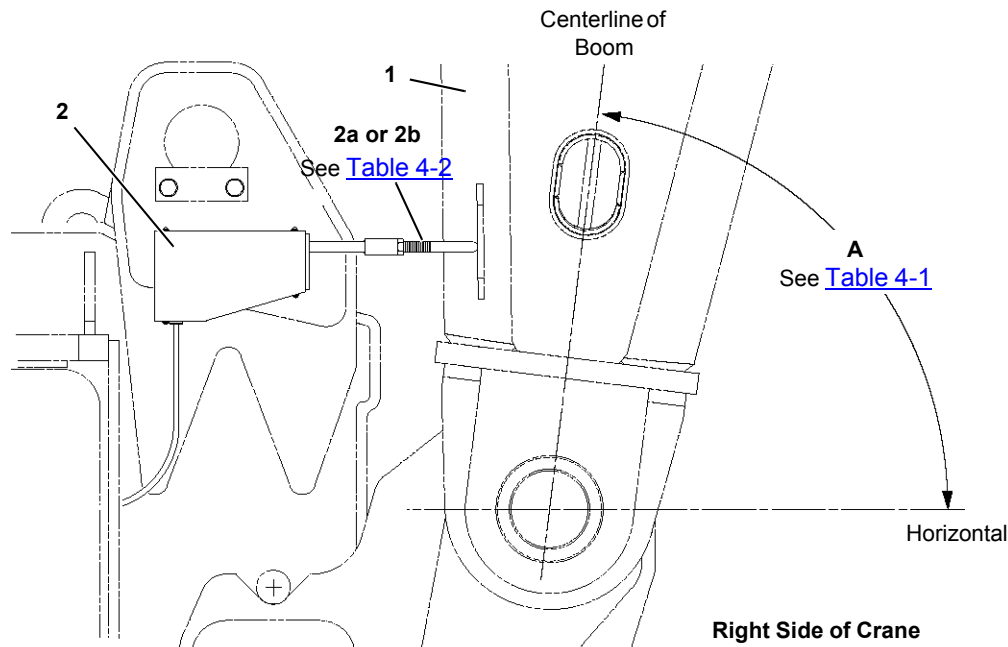 Centerline of
Boom
1
2
2a or 2b
See Table 4-2
A
See Table 4-1
Horizontal
Right Side of Crane